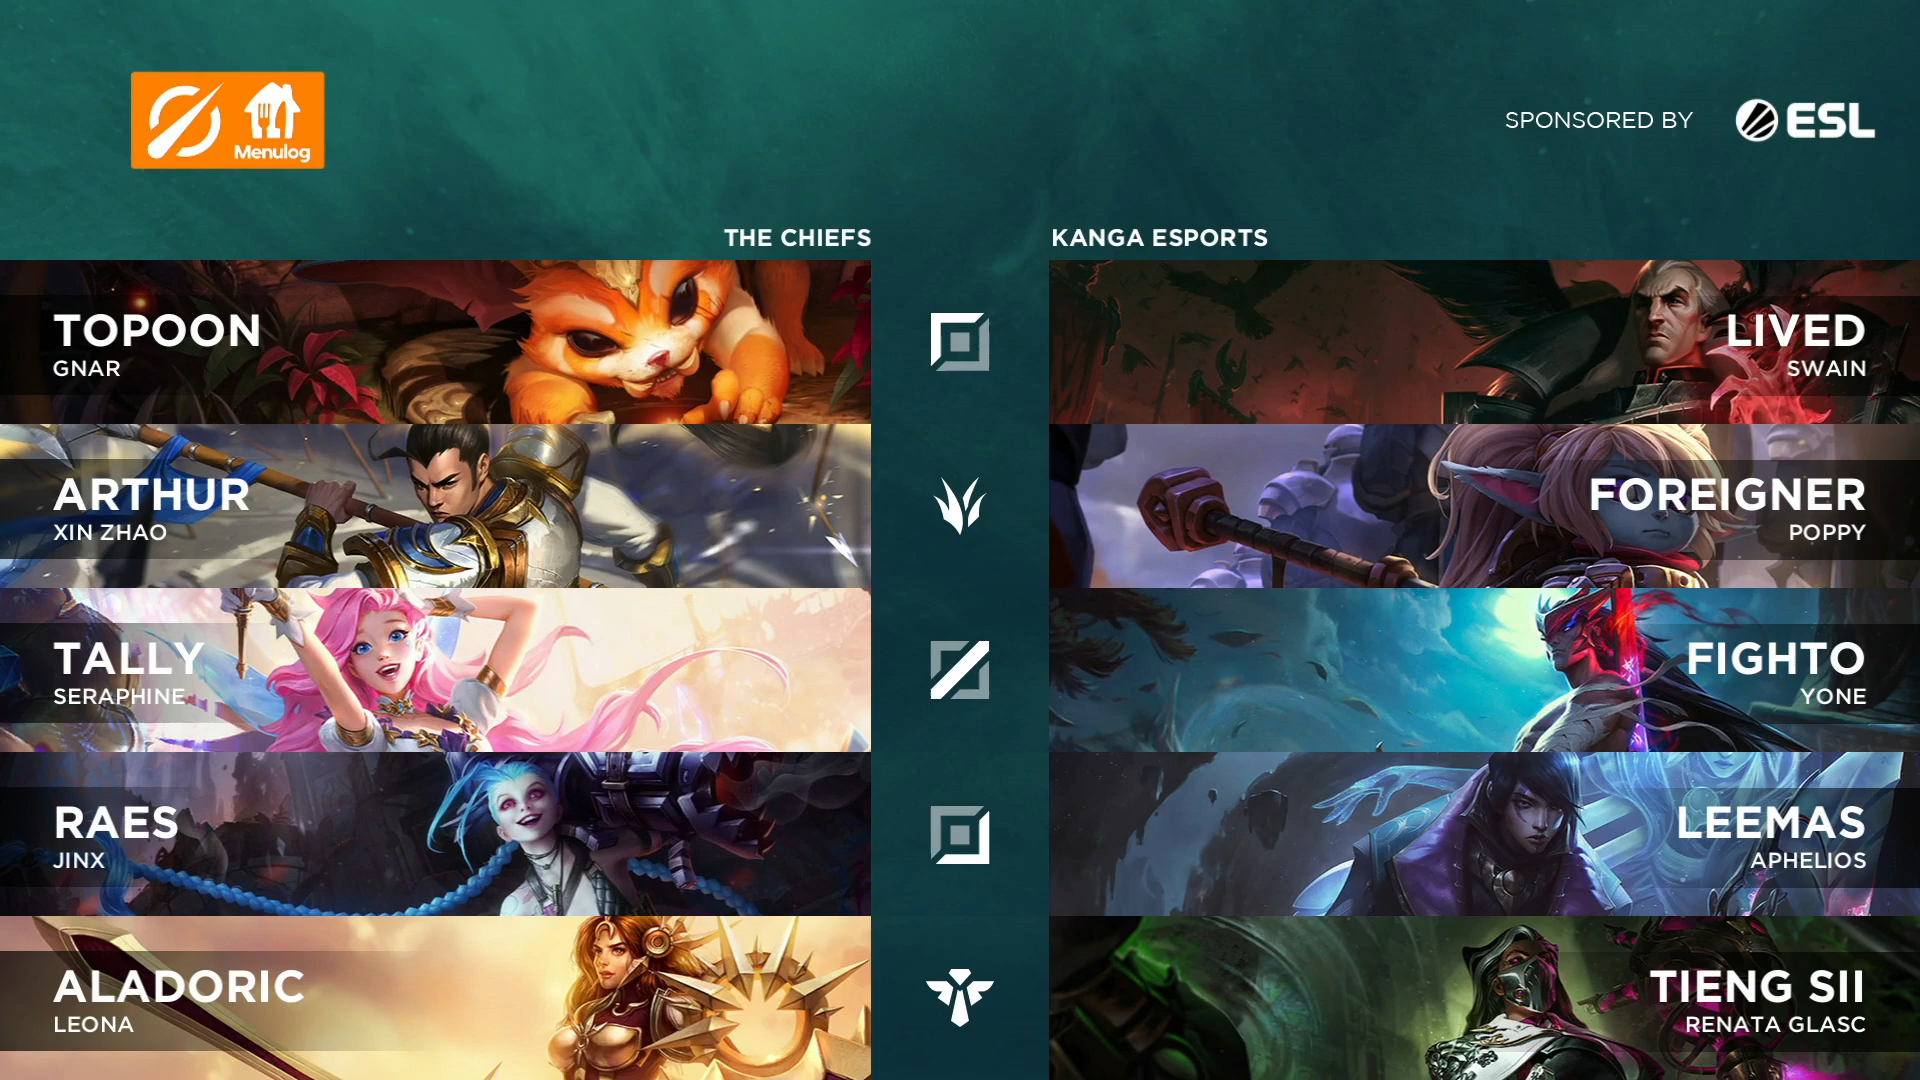 Menulog
SPONSORED BY
ESL
THE CHIEFS
KANGA ESPORTS
TOPOON
GNAR
LIVED
SWAIN
ARTHUR
XIN ZHAO
FOREIGNER
POPPY
TALLY
SERAPHINE
FIGHTO
YONE
RAES
JINX
LEEMAS
APHELIOS
ALADORIC
LEONA
TIENG SII
RENATA GLASC